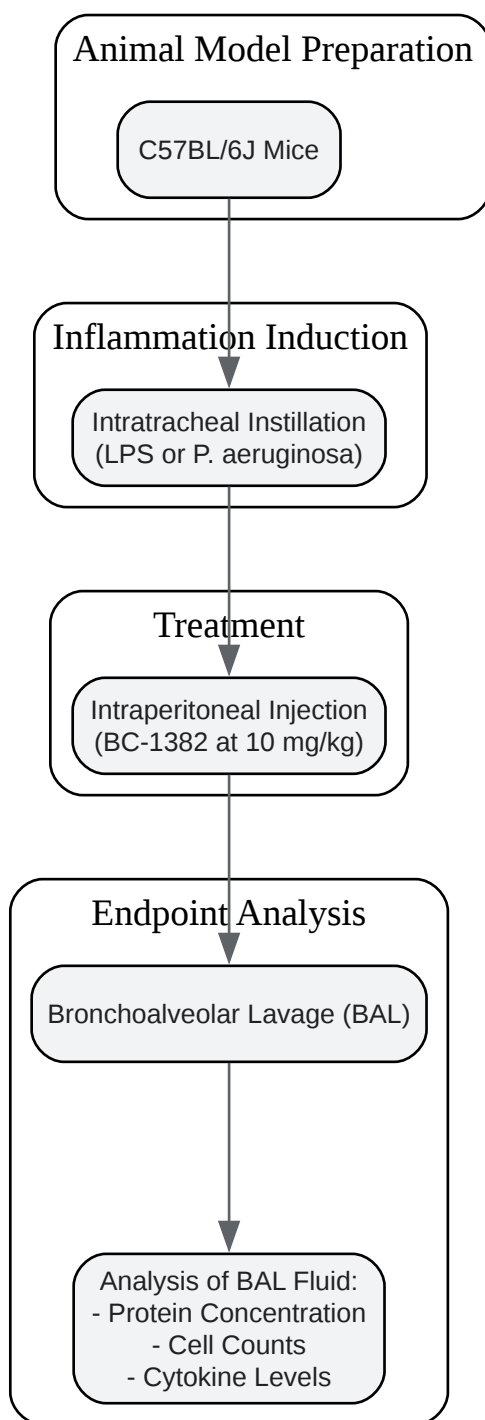 Animal Model Preparation
C57BL/6J Mice
Inflammation Induction
Intratracheal Instillation
(LPS or P. aeruginosa)
Treatment
Intraperitoneal Injection
(BC-1382 at 10 mg/kg)
Endpoint Analysis
Bronchoalveolar Lavage (BAL)
Analysis of BAL Fluid:
- Protein Concentration
- Cell Counts
- Cytokine Levels